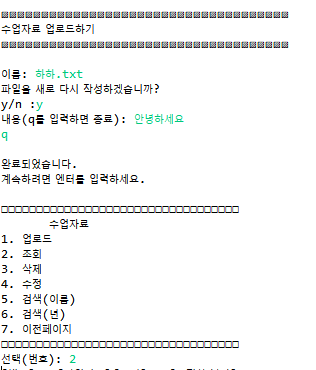 수업자료 업로드하기
이름: 하하.txt
파일을 새로 다시 작성하겠습니까?
y/n :y
내용(q를 입력하면 종료): 안녕하세요
q
완료되었습니다.
계속하려면 엔터를 입력하세요.
수업자료
1. 업로드
2. 조회
3. 삭제
4. 수정
5. 검색(이름)
6. 검색(년)
7. 이전페이지
선택(번호): 2